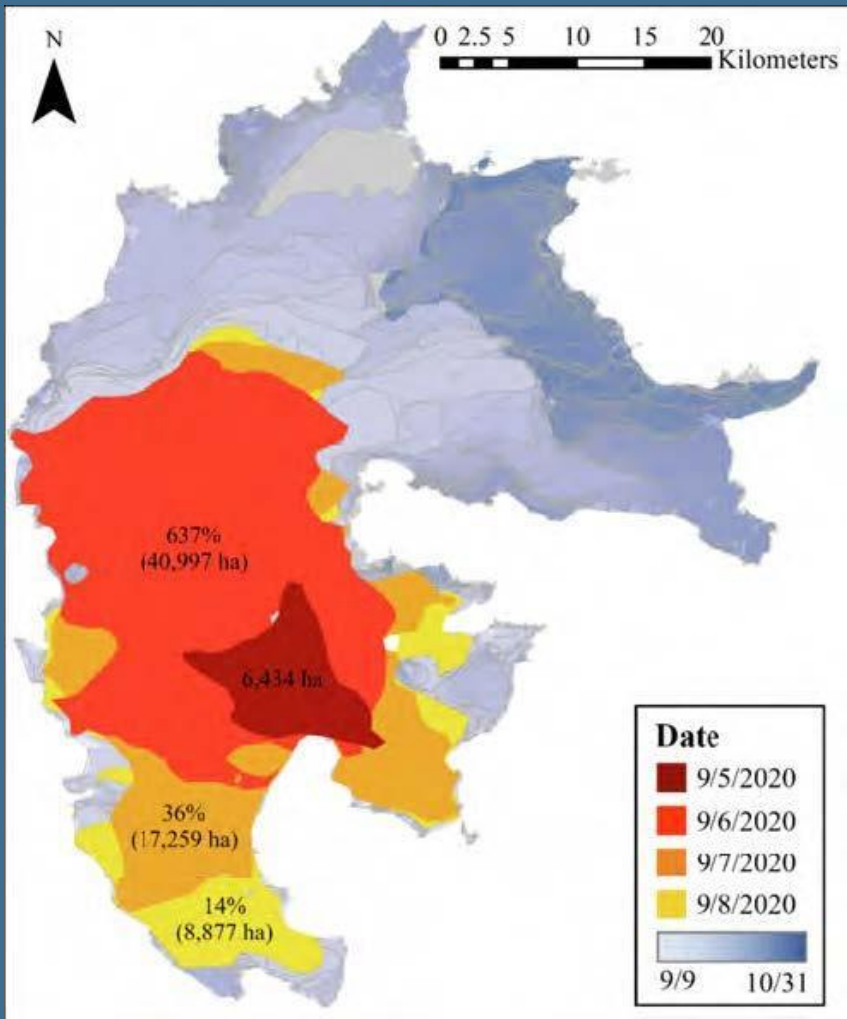 N
0 2.5 5 10 15 20
Kilometers
637%
(40,997 ha)
6,434 ha
36%
(17,259 ha)
14%
(8,877 ha)
Date
9/5/2020
9/6/2020
9/7/2020
9/8/2020
9/9 10/31